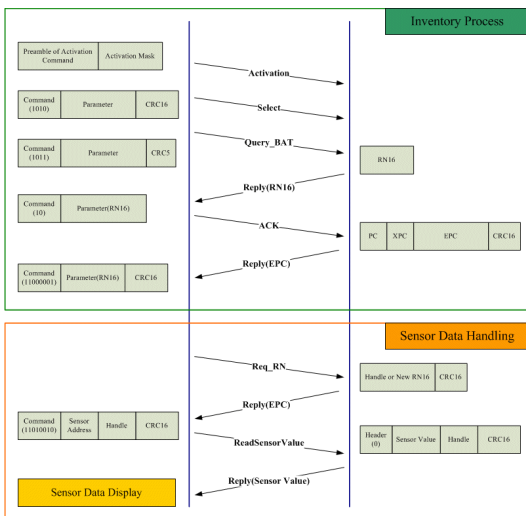 Inventory Process
Preamble of Activation
Command
Activation Mask
Activation
Command
(1010)
Parameter
CRC16
Select
Command
(1011)
Parameter
CRC5
Query_BAT
RN16
Reply(RN16)
Command
(10)
Parameter(RN16)
ACK
PC
XPC
EPC
CRC16
Reply(EPC)
Command
(11000001)
Parameter(RN16)
CRC16
Sensor Data Handling
Req_RN
Handle or New RN16
CRC16
Reply(EPC)
Command
(11010010)
Sensor
Address
Handle
CRC16
ReadSensorValue
Header
(0)
Sensor Value
Handle
CRC16
Reply(Sensor Value)
Sensor Data Display